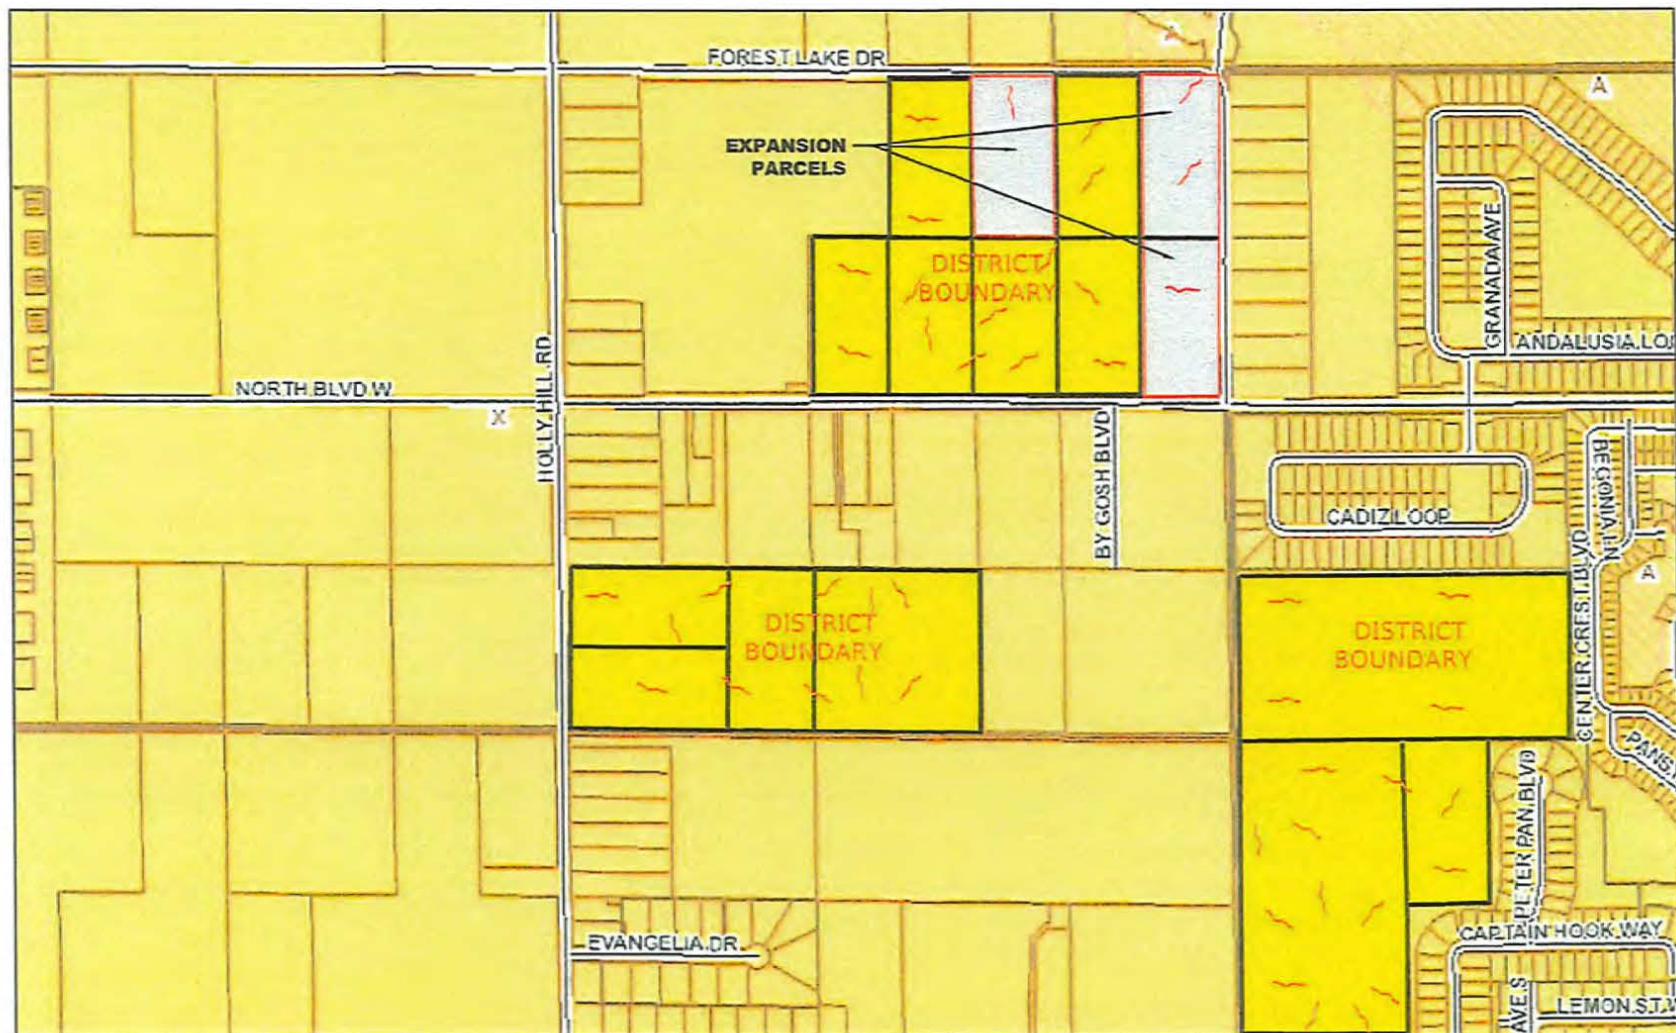 FOREST LAKE DR
A
EXPANSION
PARCELS
GRANADA AVE
DISTRICT
BOUNDARY
HOLLY HILL RD
ANDALUSIA LO
NORTH BLVD W
X
BY GOSH BLVD
BEGONIA LN
CADIZ LOOP
CENTER CREST BLVD
A
DISTRICT
BOUNDARY
DISTRICT
BOUNDARY
PANS
PETER PAN BLVD
EVANGELIA DR
CAPTAIN HOOK WAY
AVE S
LEMON ST W